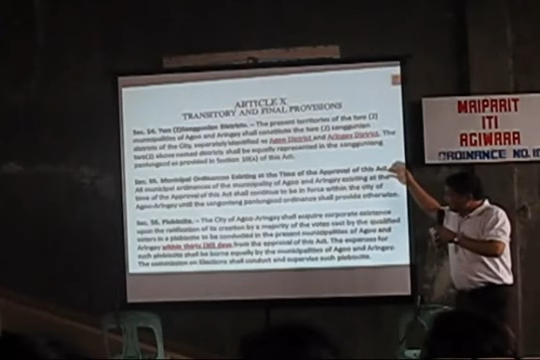 ARTICLE X
TRANSITORY AND FINAL PROVISIONS
Sec. 54. Two (2) Sanggunian Districts. – The present territories of the two (2)
municipalities of Agoo and Aringay shall constitute the two (2) sanggunian
districts of the City, separately identified as Agoo District and Aringay District. The
two(2) above named districts shall be equally represented in the sangguniang
panlungsod as provided in Section 10(a) of this Act.
Sec. 55. Municipal Ordinances Existing at the Time of the Approval of this Act.
All municipal ordinances of the municipality of Agoo and Aringay existing at the
time of the Approval of this Act shall continue to be in force within the city of
Agoo-Aringay until the sangguniang panlungsod ordinance shall provide otherwise.
Sec. 56. Plebiscite. – The City of Agoo-Aringay shall acquire corporate existence
upon the ratification of its creation by a majority of the votes cast by the qualified
voters in a plebiscite to be conducted in the present municipalities of Agoo and
Aringay within thirty (30) days from the approval of this Act. The expenses for
such plebiscite shall be borne equally by the municipalities of Agoo and Aringay.
The commission on Elections shall conduct and supervise such plebiscite.
MAIPARIT
ITI
AGIWARA
ORDINANCE NO.